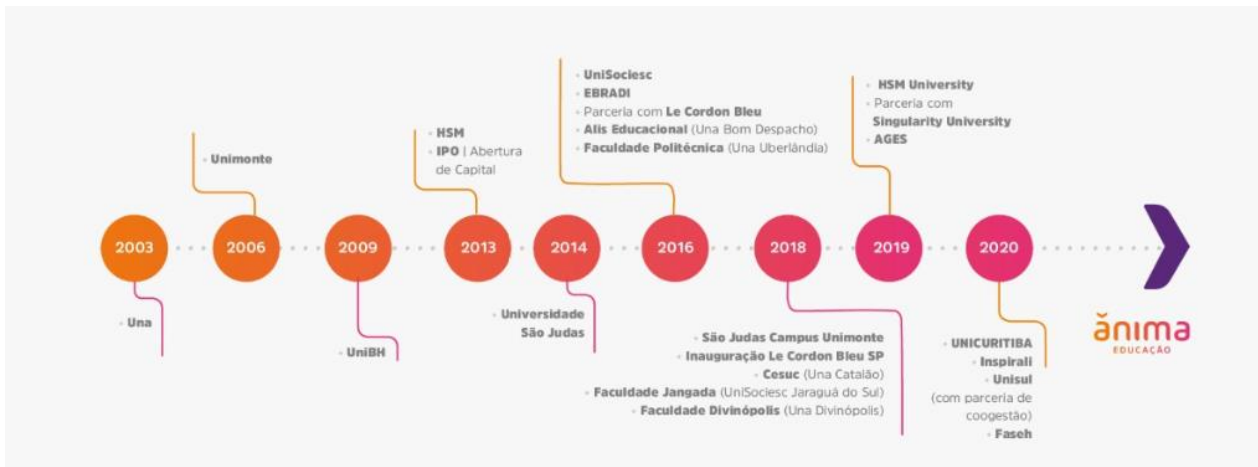 2003
• Una
2006
• Unimonte
2009
• UniBH
2013
• HSM
• IPO | Abertura
de Capital
2014
• Universidade
São Judas
2016
• UniSociesc
• EBRADI
• Parceria com Le Cordon Bleu
• Alis Educacional (Una Bom Despacho)
• Faculdade Politécnica (Una Uberlândia)
2018
• São Judas Campus Unimonte
• Inauguração Le Cordon Bleu SP
• Cesuc (Una Catalão)
• Faculdade Jangada (UniSociesc Jaraguá do Sul)
• Faculdade Divinópolis (Una Divinópolis)
2019
• HSM University
• Parceria com
Singularity University
• AGES
2020
• UNICURITIBA
• Inspirali
• Unisul
(com parceria de
coogestão)
• Faseh
ănıma
EDUCAÇÃO